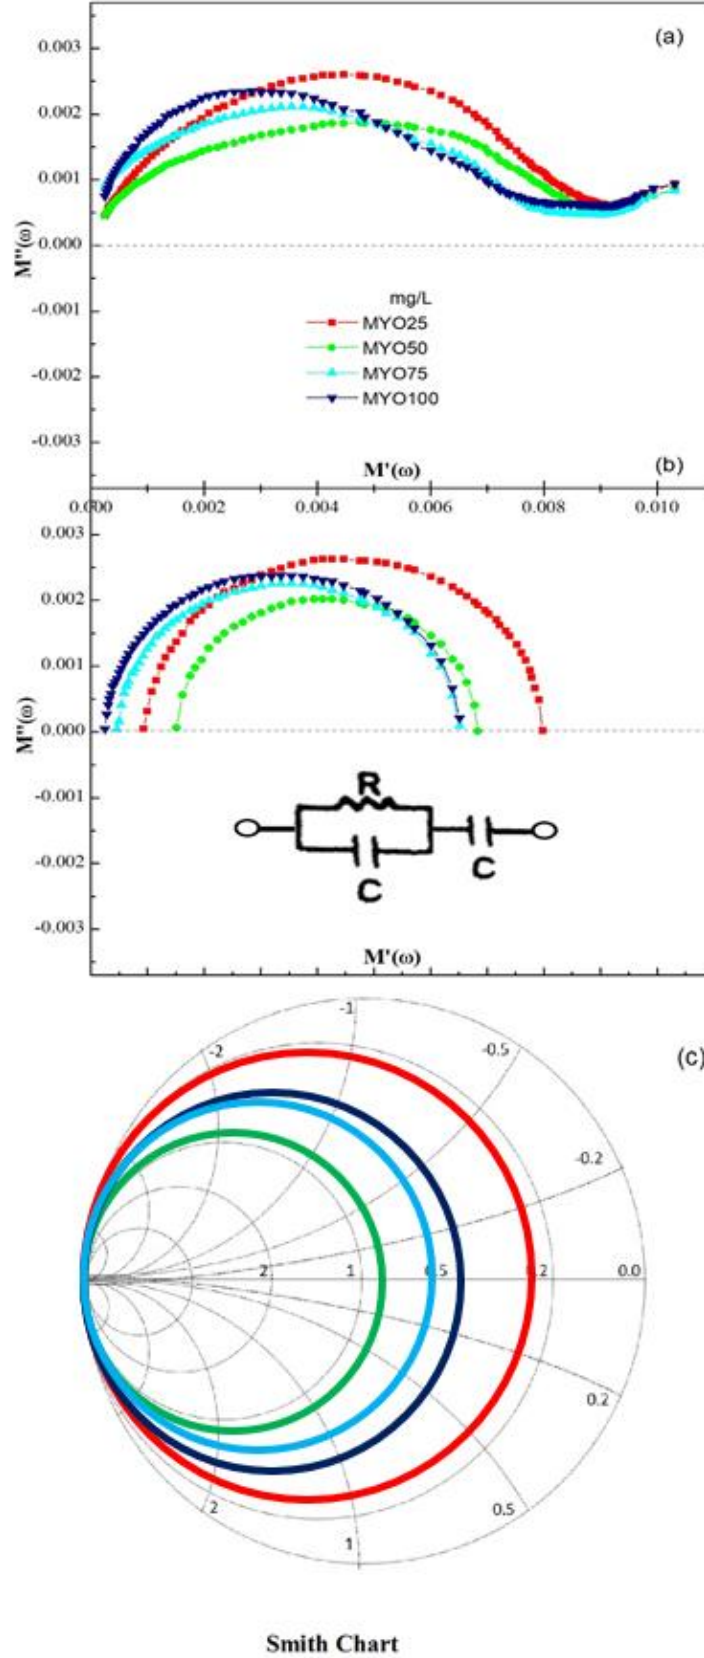 (a)
0.003
0.002
0.001
0.000
-0.001
-0.002
-0.003
M''(ω)
mg/L
MYO25
MYO50
MYO75
MYO100
M'(ω)
(b)
0.000 0.002 0.004 0.006 0.008 0.010
0.003
0.002
0.001
0.000
-0.001
-0.002
-0.003
M''(ω)
R
C
C
M'(ω)
(c)
-1
-2
-0.5
-0.2
2 1 0.5 0.2 0.0
0.2
2
0.5
1
Smith Chart